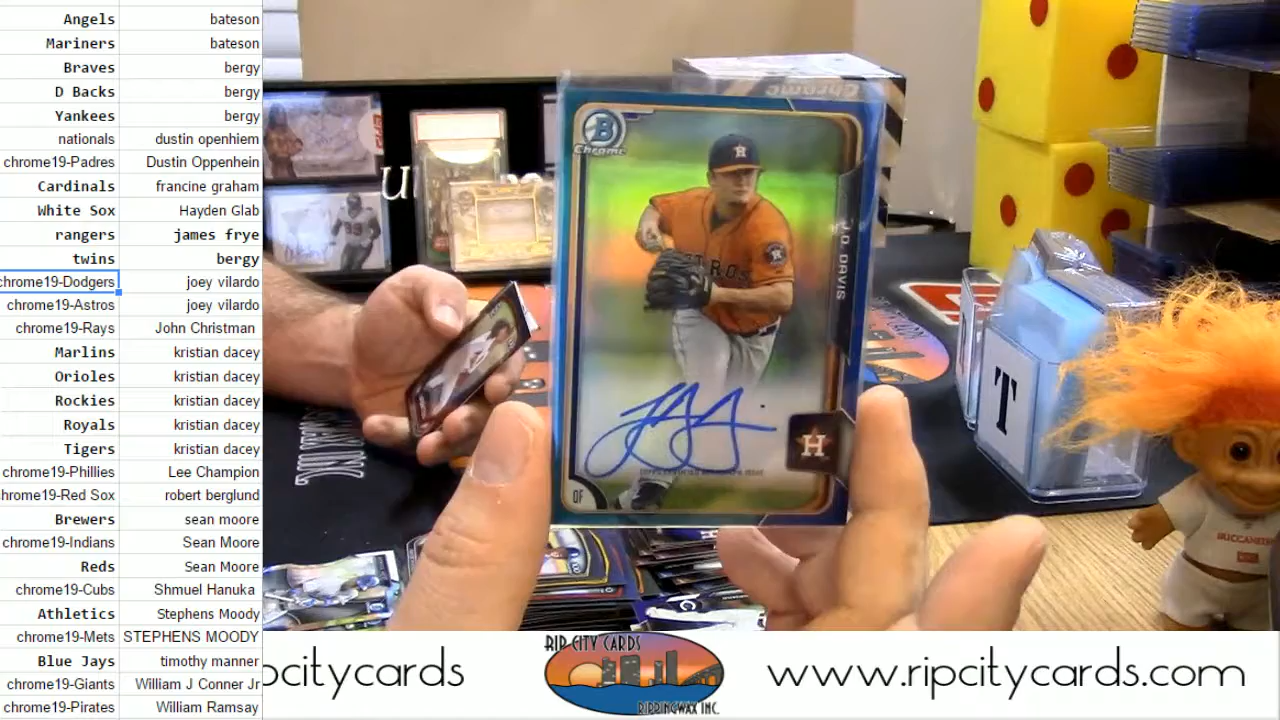 Angels bateson
Mariners bateson
Braves bergy
D Backs bergy
Yankees bergy
nationals dustin openhiem
chrome19-Padres Dustin Oppenhein
Cardinals francine graham
White Sox Hayden Glab
rangers james frye
twins bergy
chrome19-Dodgers joey vilardo
chrome19-Astros joey vilardo
chrome19-Rays John Christman
Marlins kristian dacey
Orioles kristian dacey
Rockies kristian dacey
Royals kristian dacey
Tigers kristian dacey
chrome19-Phillies Lee Champion
chrome19-Red Sox robert berglund
Brewers sean moore
chrome19-Indians Sean Moore
Reds Sean Moore
chrome19-Cubs Shmuel Hanuka
Athletics Stephens Moody
chrome19-Mets STEPHENS MOODY
Blue Jays timothy manner
chrome19-Giants William J Conner Jr
chrome19-Pirates William Ramsay
Chrome
B
Chrome
H
J.D. DAVIS
H
OF
T
BUCCANEERS
RIP CITY CARDS
RIPPINGWAX INC.
pcitycards
www.ripcitycards.com